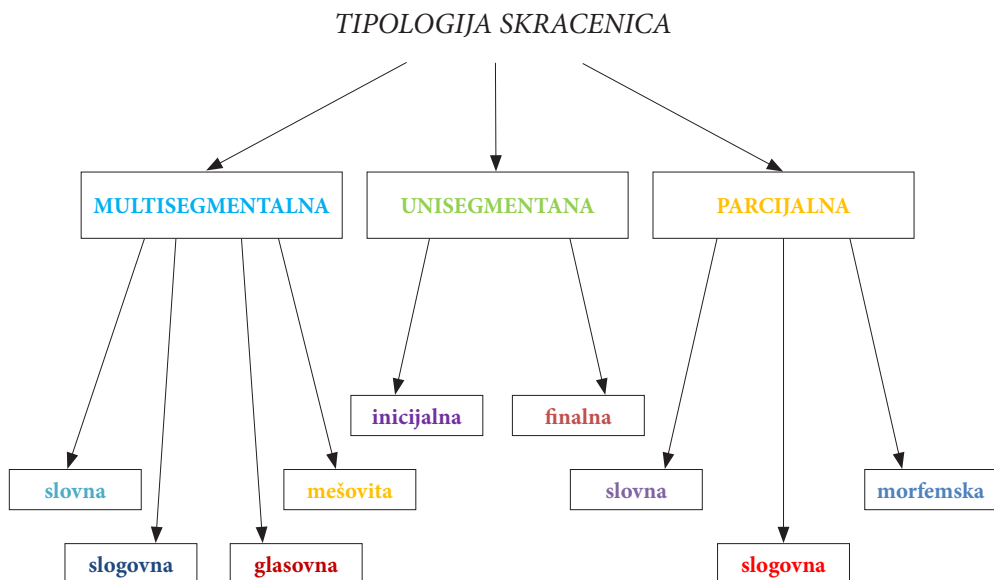 TIPOLOGIJA SKRACENICA
MULTISEGMENTALNA
UNISEGMENTANA
PARCIJALNA
inicijalna
finalna
slovna
mešovita
slovna
morfemska
slogovna
glasovna
slogovna